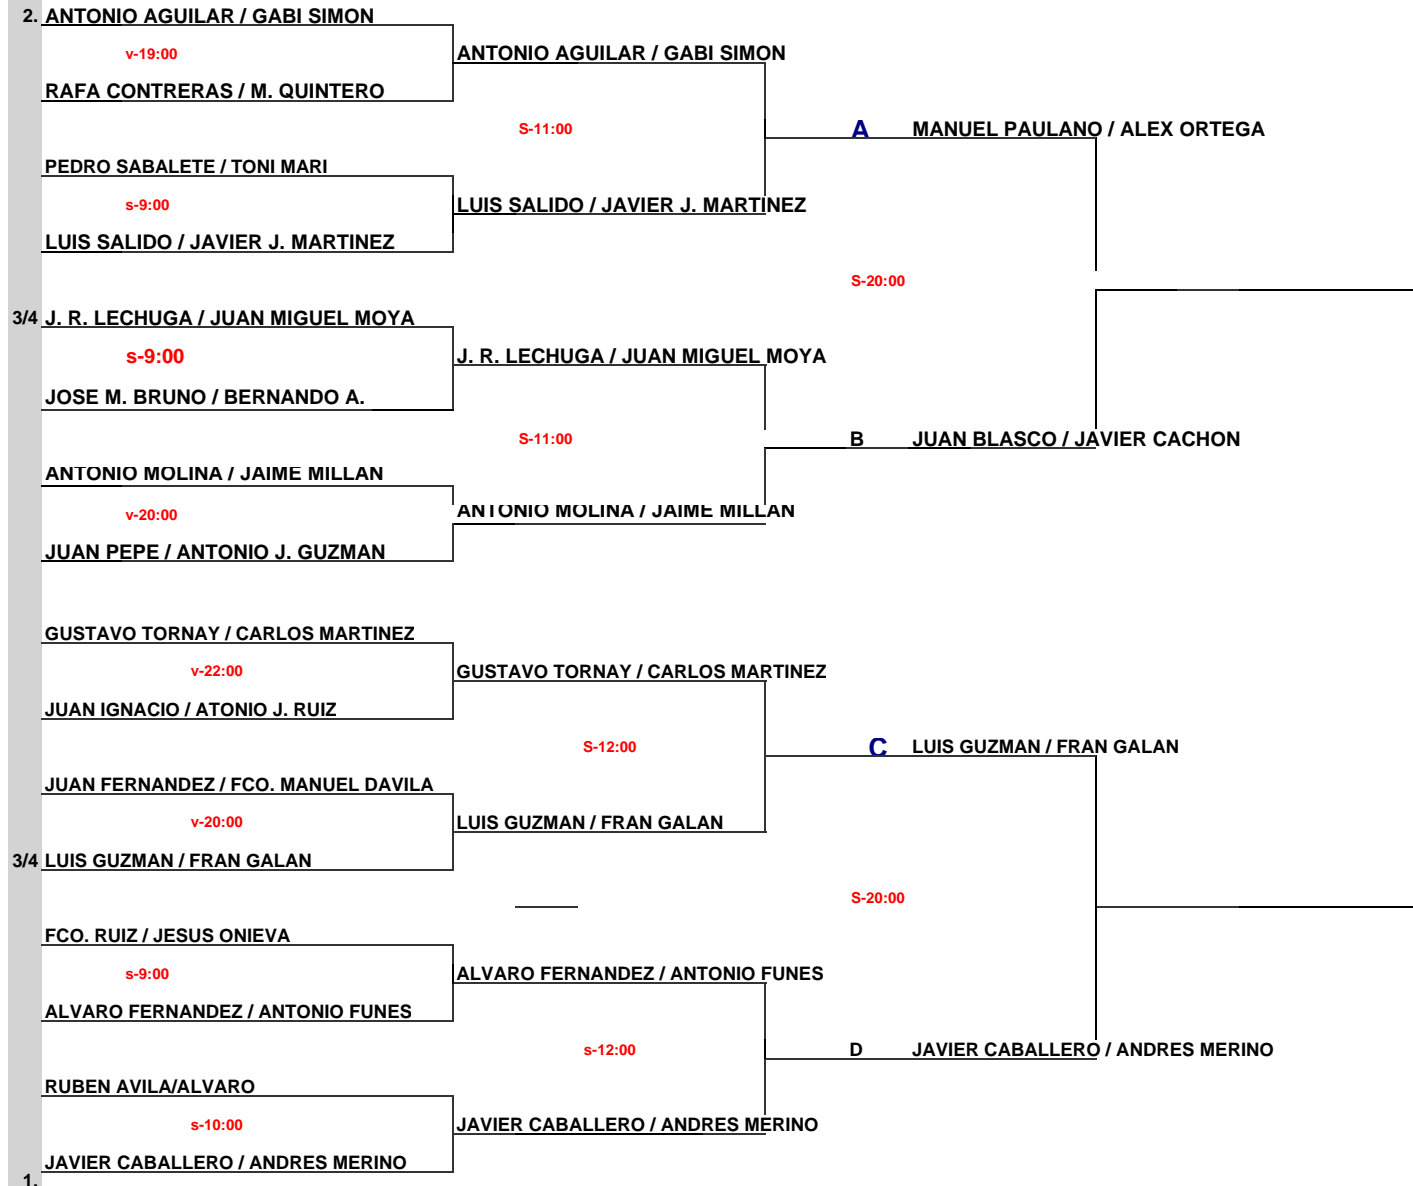 2. ANTONIO AGUILAR / GABI SIMON
v-19:00
ANTONIO AGUILAR / GABI SIMON
RAFA CONTRERAS / M. QUINTERO
S-11:00
A MANUEL PAULANO / ALEX ORTEGA
PEDRO SABALETE / TONI MARI
s-9:00
LUIS SALIDO / JAVIER J. MARTINEZ
LUIS SALIDO / JAVIER J. MARTINEZ
S-20:00
3/4 J. R. LECHUGA / JUAN MIGUEL MOYA
s-9:00
J. R. LECHUGA / JUAN MIGUEL MOYA
JOSE M. BRUNO / BERNANDO A.
S-11:00
B JUAN BLASCO / JAVIER CACHON
ANTONIO MOLINA / JAIME MILLAN
v-20:00
ANTONIO MOLINA / JAIME MILLAN
JUAN PEPE / ANTONIO J. GUZMAN
GUSTAVO TORNAY / CARLOS MARTINEZ
v-22:00
GUSTAVO TORNAY / CARLOS MARTINEZ
JUAN IGNACIO / ATONIO J. RUIZ
S-12:00
C LUIS GUZMAN / FRAN GALAN
JUAN FERNANDEZ / FCO. MANUEL DAVILA
v-20:00
LUIS GUZMAN / FRAN GALAN
3/4 LUIS GUZMAN / FRAN GALAN
S-20:00
FCO. RUIZ / JESUS ONIEVA
s-9:00
ALVARO FERNANDEZ / ANTONIO FUNES
ALVARO FERNANDEZ / ANTONIO FUNES
s-12:00
D JAVIER CABALLERO / ANDRES MERINO
RUBEN AVILA/ALVARO
s-10:00
JAVIER CABALLERO / ANDRES MERINO
JAVIER CABALLERO / ANDRES MERINO
1.